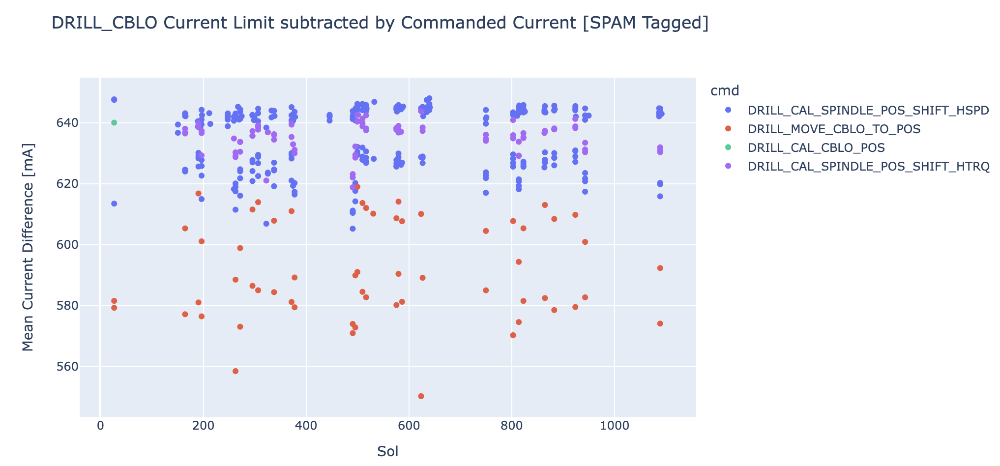 DRILL_CBLO Current Limit subtracted by Commanded Current [SPAM Tagged]
cmd
DRILL_CAL_SPINDLE_POS_SHIFT_HSPD
DRILL_MOVE_CBLO_TO_POS
DRILL_CAL_CBLO_POS
DRILL_CAL_SPINDLE_POS_SHIFT_HTRQ
Mean Current Difference [mA]
640
620
600
580
560
0 200 400 600 800 1000
Sol